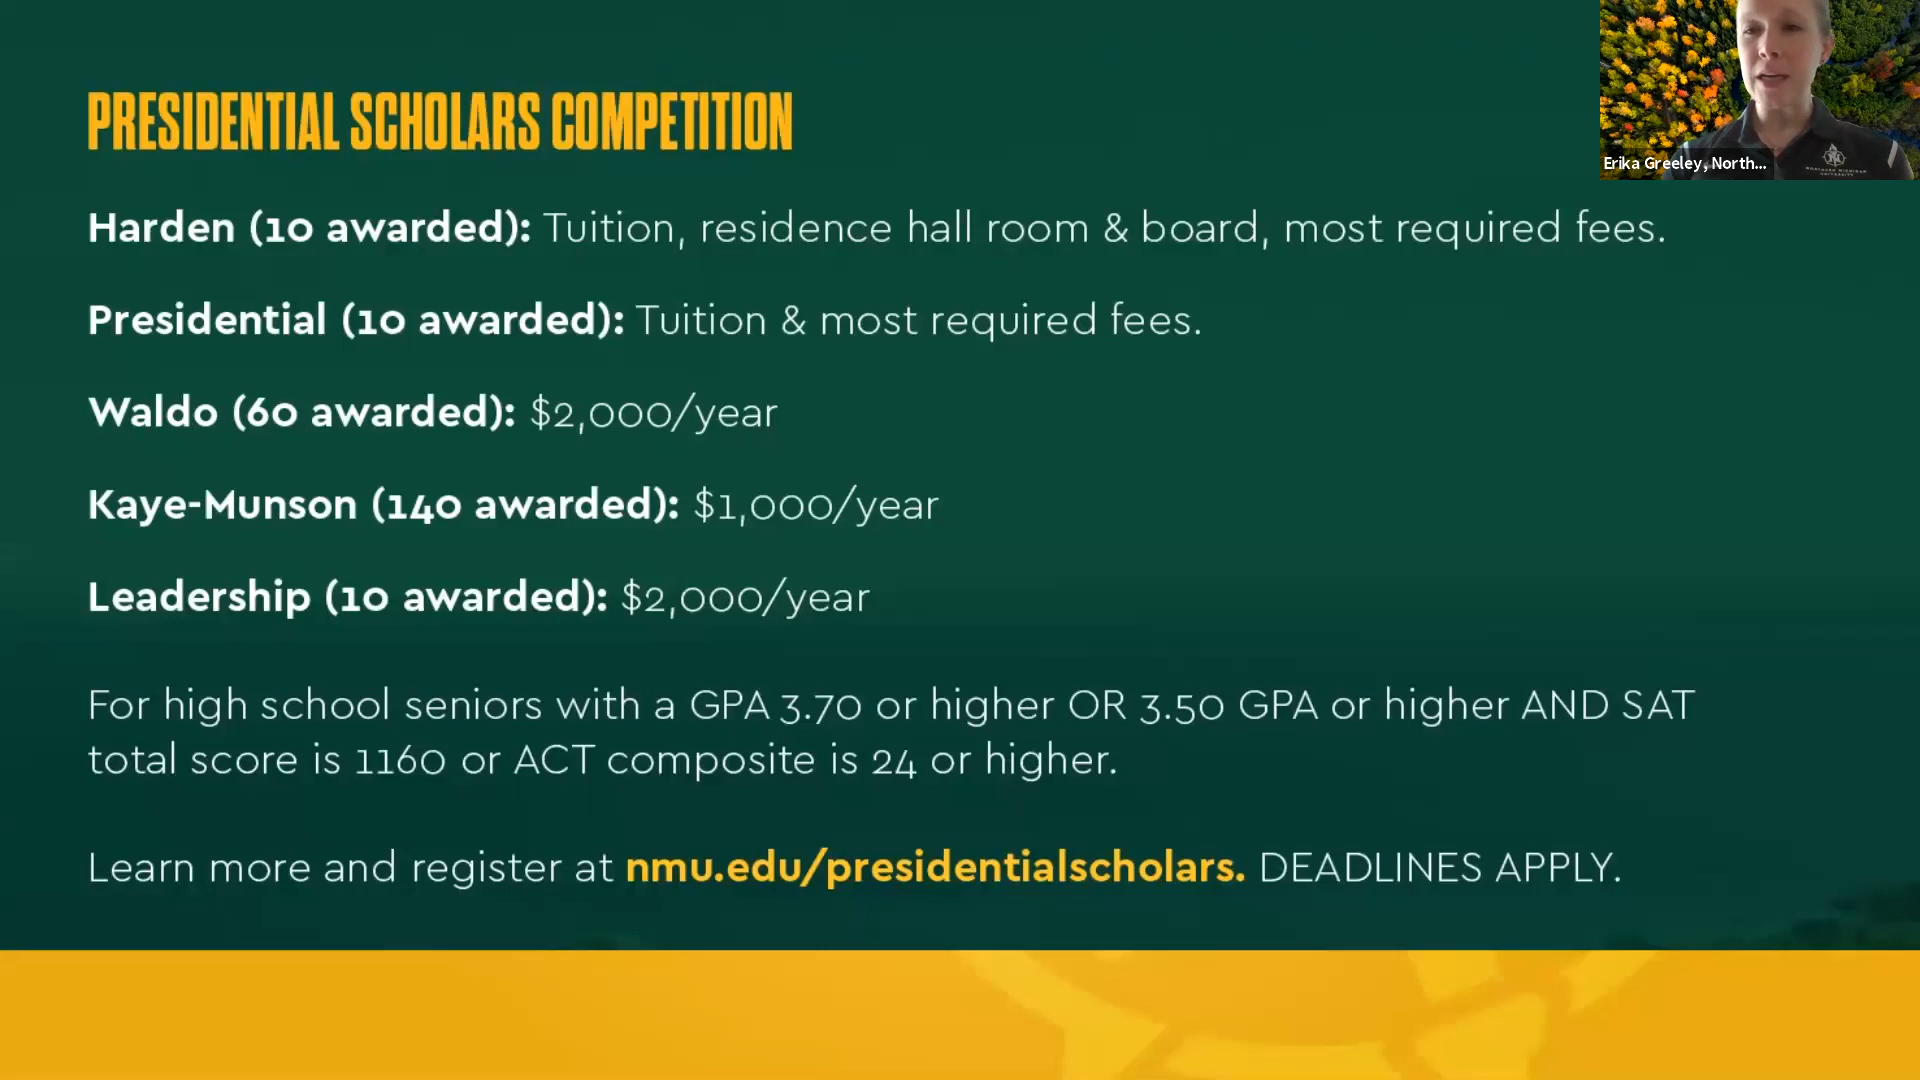 PRESIDENTIAL SCHOLARS COMPETITION
Erika Greeley, North...
Harden (10 awarded): Tuition, residence hall room & board, most required fees.
Presidential (10 awarded): Tuition & most required fees.
Waldo (60 awarded): $2,000/year
Kaye-Munson (140 awarded): $1,000/year
Leadership (10 awarded): $2,000/year
For high school seniors with a GPA 3.70 or higher OR 3.50 GPA or higher AND SAT
total score is 1160 or ACT composite is 24 or higher.
Learn more and register at nmu.edu/presidentialscholars. DEADLINES APPLY.